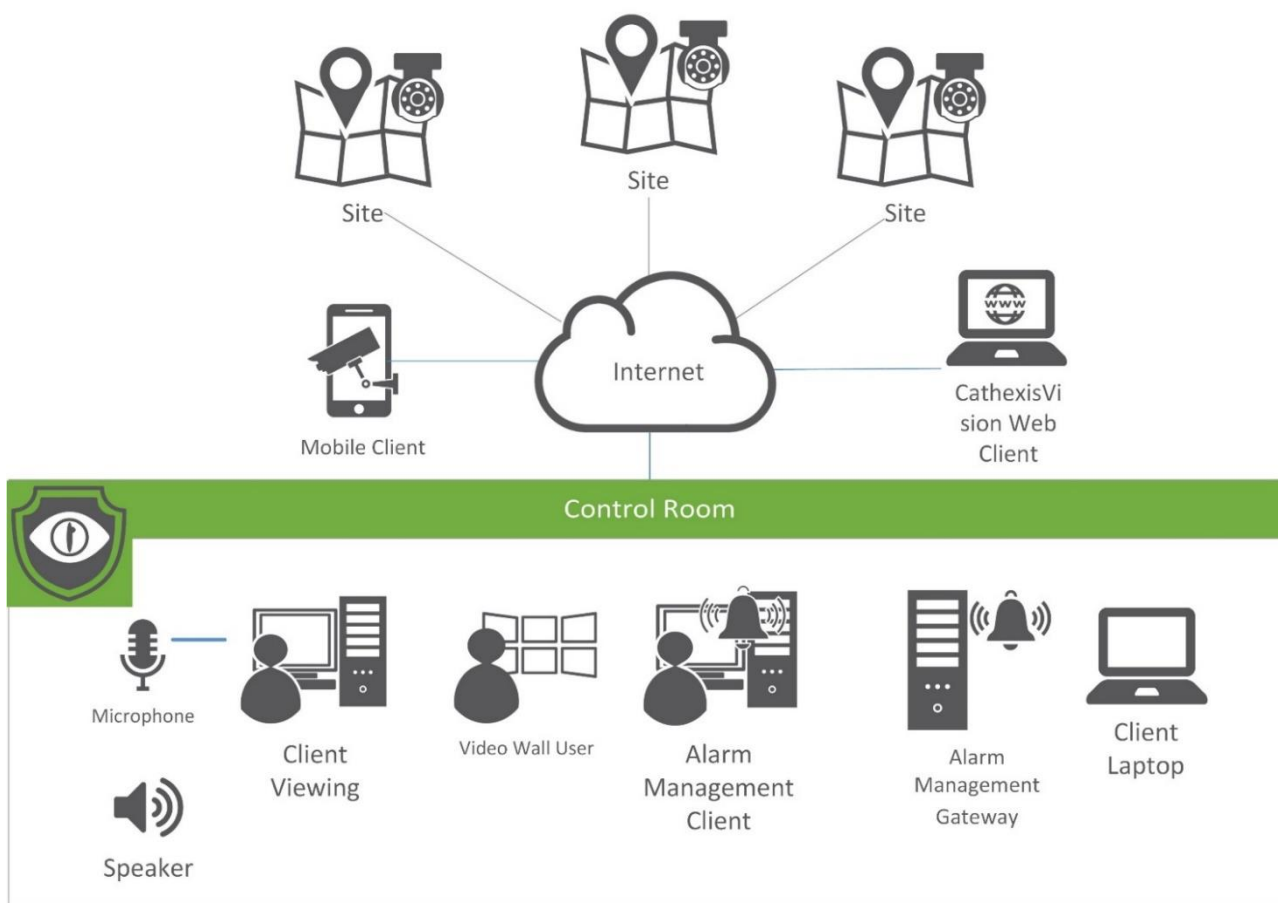 Site
Site
Site
Internet
www
Mobile Client
CathexisVi
sion Web
Client
Control Room
Microphone
Client
Viewing
Video Wall User
Alarm
Management
Client
Alarm
Management
Gateway
Client
Laptop
Speaker